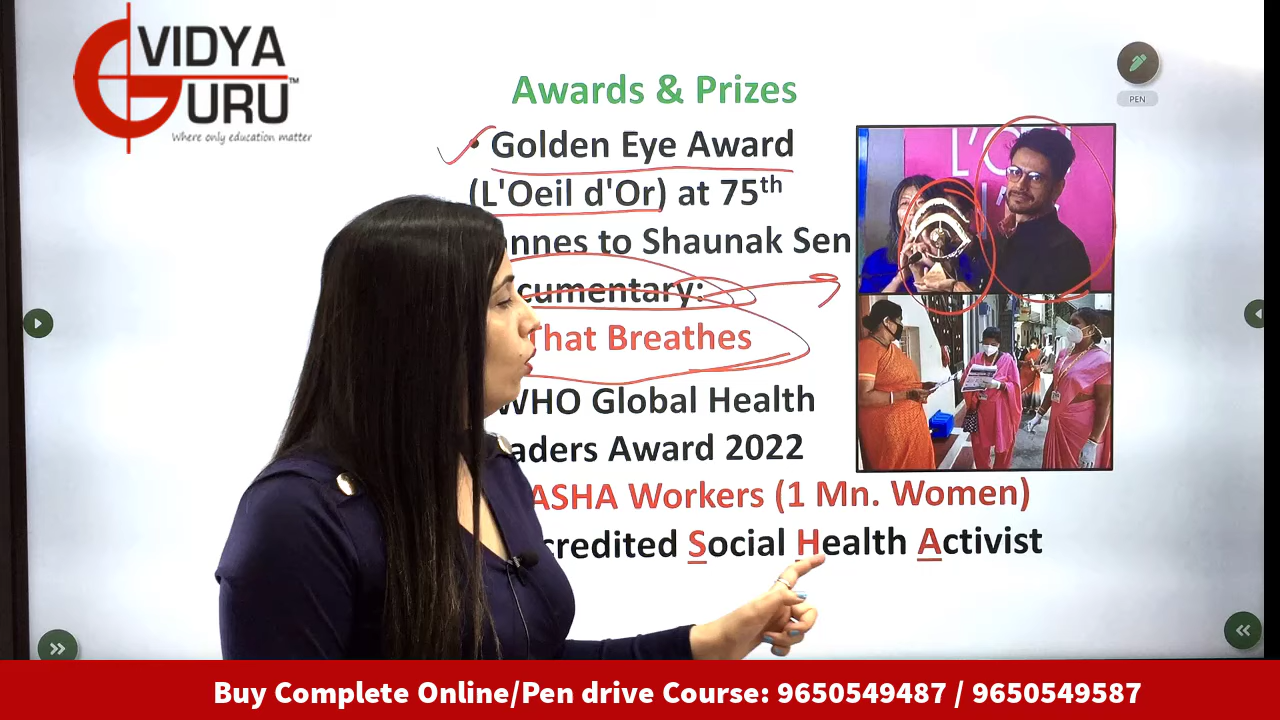 VIDYA
GURU™
Where only education matter
Awards & Prizes
PEN
• Golden Eye Award
(L'Oeil d'Or) at 75th
nnes to Shaunak Sen
cumentary:
That Breathes
WHO Global Health
aders Award 2022
ASHA Workers (1 Mn. Women)
credited Social Health Activist
Buy Complete Online/Pen drive Course: 9650549487 / 9650549587